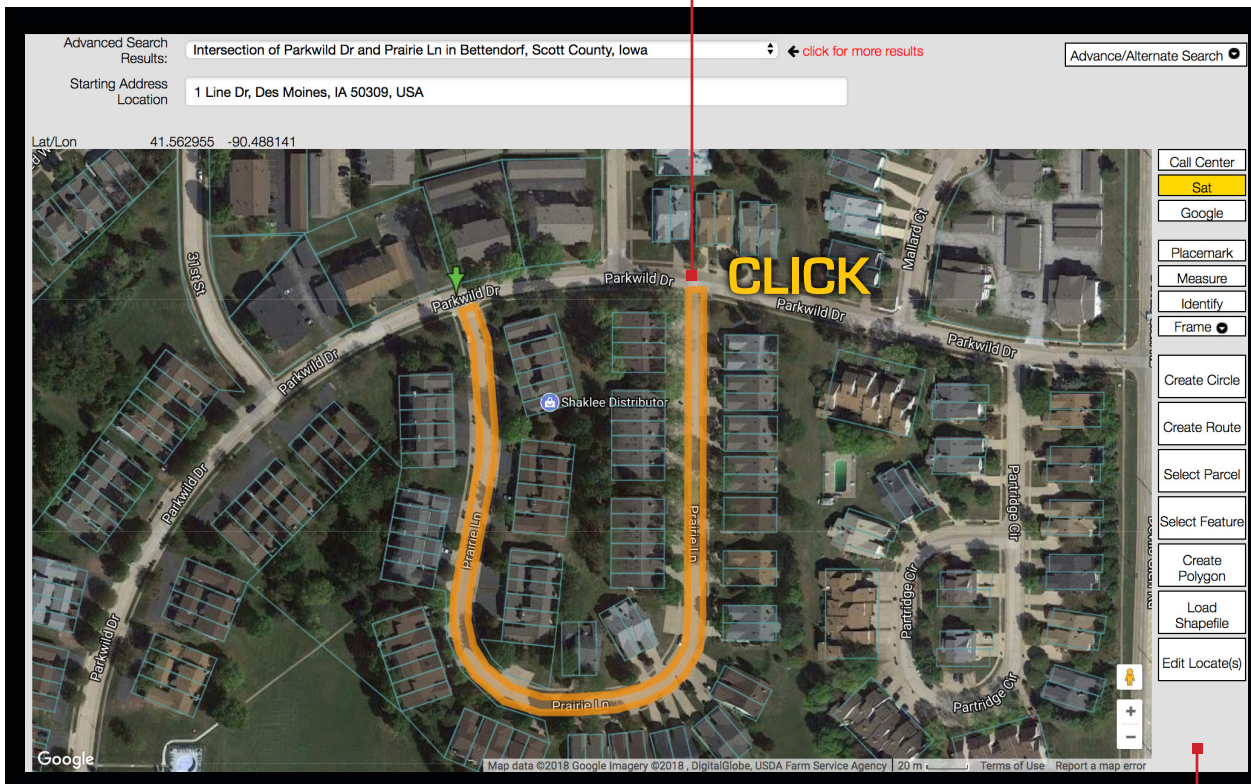 Advanced Search
Results:
Intersection of Parkwild Dr and Prairie Ln in Bettendorf, Scott County, Iowa
click for more results
Advance/Alternate Search
Starting Address
Location
1 Line Dr, Des Moines, IA 50309, USA
Lat/Lon
41.562955 -90.488141
Call Center
Sat
Google
Placemark
Measure
Identify
Frame
Create Circle
Create Route
Select Parcel
Select Feature
Create
Polygon
Load
Shapefile
Edit Locate(s)
31st St
Mallard Ct
Parkwild Dr
CLICK
Parkwild Dr
Parkwild Dr
Parkwild Dr
Parkwild Dr
Shaklee Distributor
Parkwild Dr
Partridge Cir
Prairie Ln
Prairie Ln
Partridge Cir
Parkwild Dr
Partridge Cir
Prairie Ln
Google
Map data ©2018 Google Imagery ©2018 , DigitalGlobe, USDA Farm Service Agency
20 m
Terms of Use
Report a map error